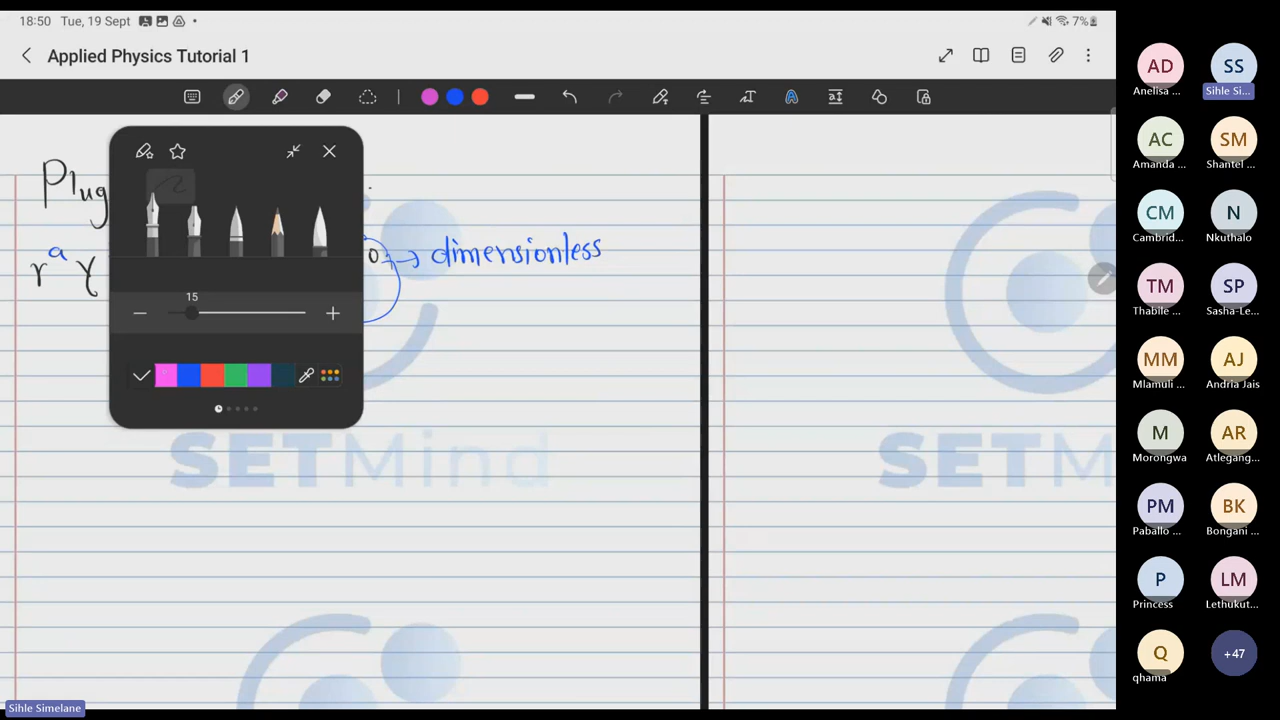 18:50 Tue, 19 Sept
7%
Applied Physics Tutorial 1
Plug
r^a γ
0
→ dimensionless
15
SETMind
SETM
AD
Anelisa ...
SS
Sihle Si...
AC
Amanda ...
SM
Shantel ...
CM
Cambrid...
N
Nkuthalo
TM
Thabile ...
SP
Sasha-Le...
MM
Mlamuli ...
AJ
Andria Jais
M
Morongwa
AR
Atlegang...
PM
Paballo ...
BK
Bongani ...
P
Princess
LM
Lethukut...
Q
qhama
+47
Sihle Simelane